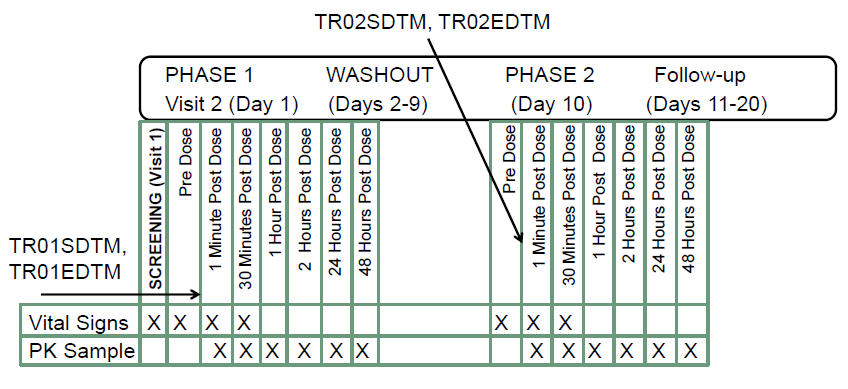 TR02SDTM, TR02EDTM
PHASE 1 WASHOUT PHASE 2 Follow-up
Visit 2 (Day 1) (Days 2-9) (Day 10) (Days 11-20)
SCREENING (Visit 1)
Pre Dose
1 Minute Post Dose
30 Minutes Post Dose
1 Hour Post Dose
2 Hours Post Dose
24 Hours Post Dose
48 Hours Post Dose
Pre Dose
1 Minute Post Dose
30 Minutes Post Dose
1 Hour Post Dose
2 Hours Post Dose
24 Hours Post Dose
48 Hours Post Dose
TR01SDTM,
TR01EDTM
Vital Signs X X X X X X X
PK Sample X X X X X X X X X X X X